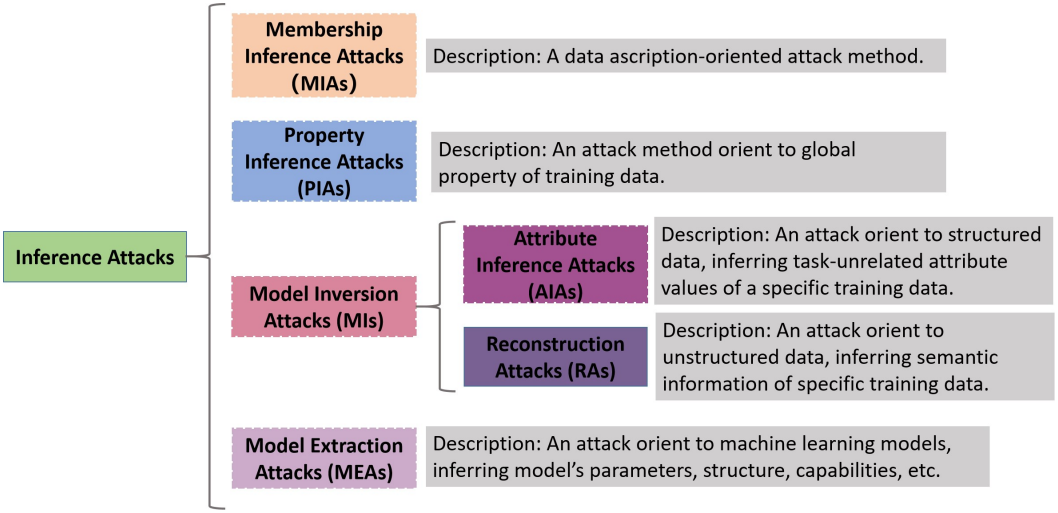 Inference Attacks
Membership
Inference Attacks
(MIAs)
Description: A data ascription-oriented attack method.
Property
Inference Attacks
(PIAs)
Description: An attack method orient to global
property of training data.
Model Inversion
Attacks (MIs)
Attribute
Inference Attacks
(AIAs)
Description: An attack orient to structured
data, inferring task-unrelated attribute
values of a specific training data.
Reconstruction
Attacks (RAs)
Description: An attack orient to
unstructured data, inferring semantic
information of specific training data.
Model Extraction
Attacks (MEAs)
Description: An attack orient to machine learning models,
inferring model’s parameters, structure, capabilities, etc.